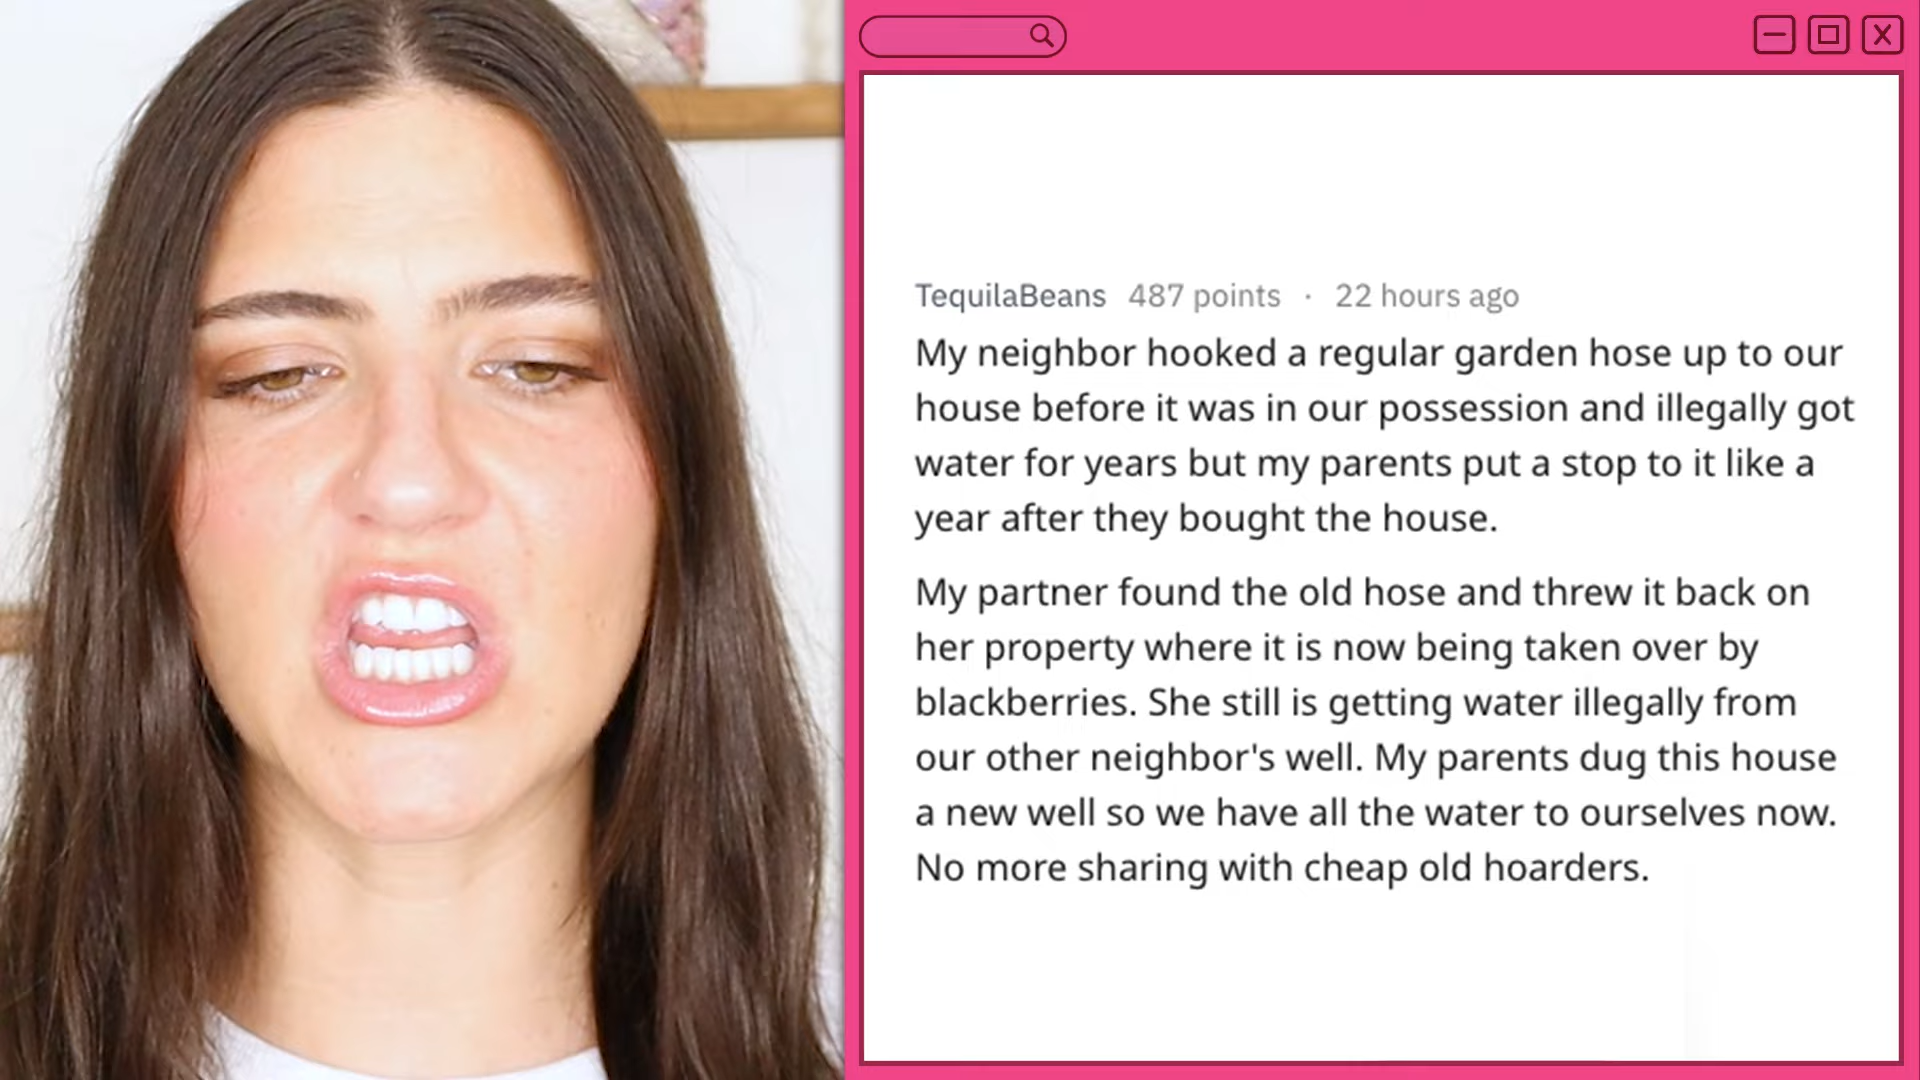 TequilaBeans 487 points · 22 hours ago
My neighbor hooked a regular garden hose up to our
house before it was in our possession and illegally got
water for years but my parents put a stop to it like a
year after they bought the house.
My partner found the old hose and threw it back on
her property where it is now being taken over by
blackberries. She still is getting water illegally from
our other neighbor's well. My parents dug this house
a new well so we have all the water to ourselves now.
No more sharing with cheap old hoarders.